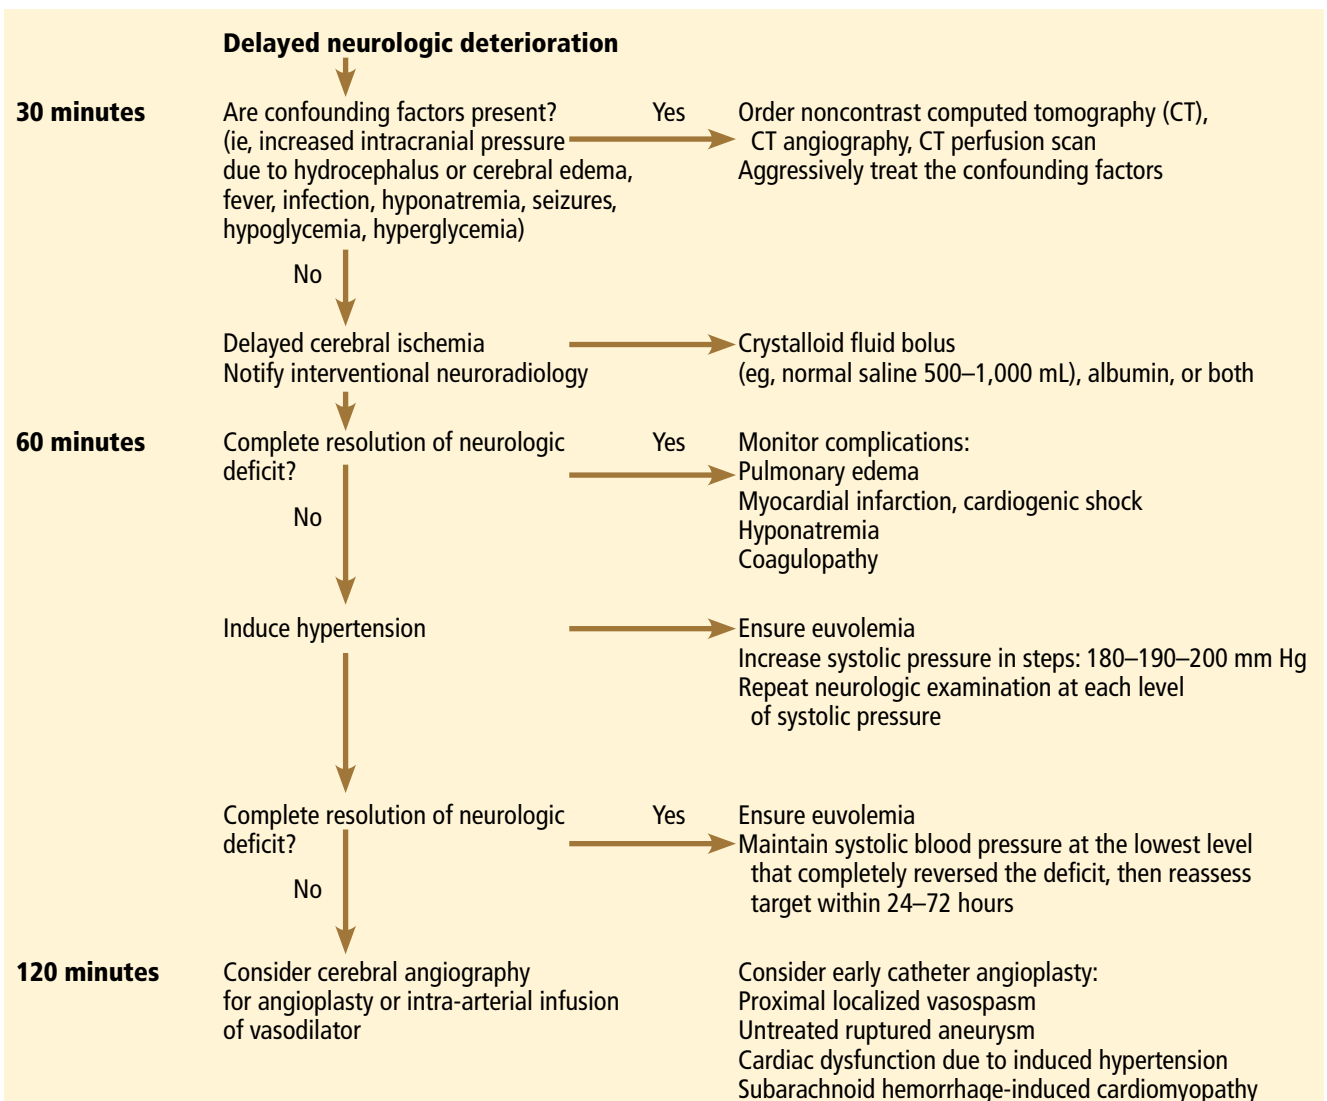 Delayed neurologic deterioration
30 minutes
Are confounding factors present?
(ie, increased intracranial pressure
due to hydrocephalus or cerebral edema,
fever, infection, hyponatremia, seizures,
hypoglycemia, hyperglycemia)
Yes
Order noncontrast computed tomography (CT),
CT angiography, CT perfusion scan
Aggressively treat the confounding factors
No
Delayed cerebral ischemia
Notify interventional neuroradiology
Crystalloid fluid bolus
(eg, normal saline 500–1,000 mL), albumin, or both
60 minutes
Complete resolution of neurologic
deficit?
Yes
Monitor complications:
Pulmonary edema
Myocardial infarction, cardiogenic shock
Hyponatremia
Coagulopathy
No
Induce hypertension
Ensure euvolemia
Increase systolic pressure in steps: 180–190–200 mm Hg
Repeat neurologic examination at each level
of systolic pressure
Complete resolution of neurologic
deficit?
Yes
Ensure euvolemia
Maintain systolic blood pressure at the lowest level
that completely reversed the deficit, then reassess
target within 24–72 hours
No
120 minutes
Consider cerebral angiography
for angioplasty or intra-arterial infusion
of vasodilator
Consider early catheter angioplasty:
Proximal localized vasospasm
Untreated ruptured aneurysm
Cardiac dysfunction due to induced hypertension
Subarachnoid hemorrhage-induced cardiomyopathy